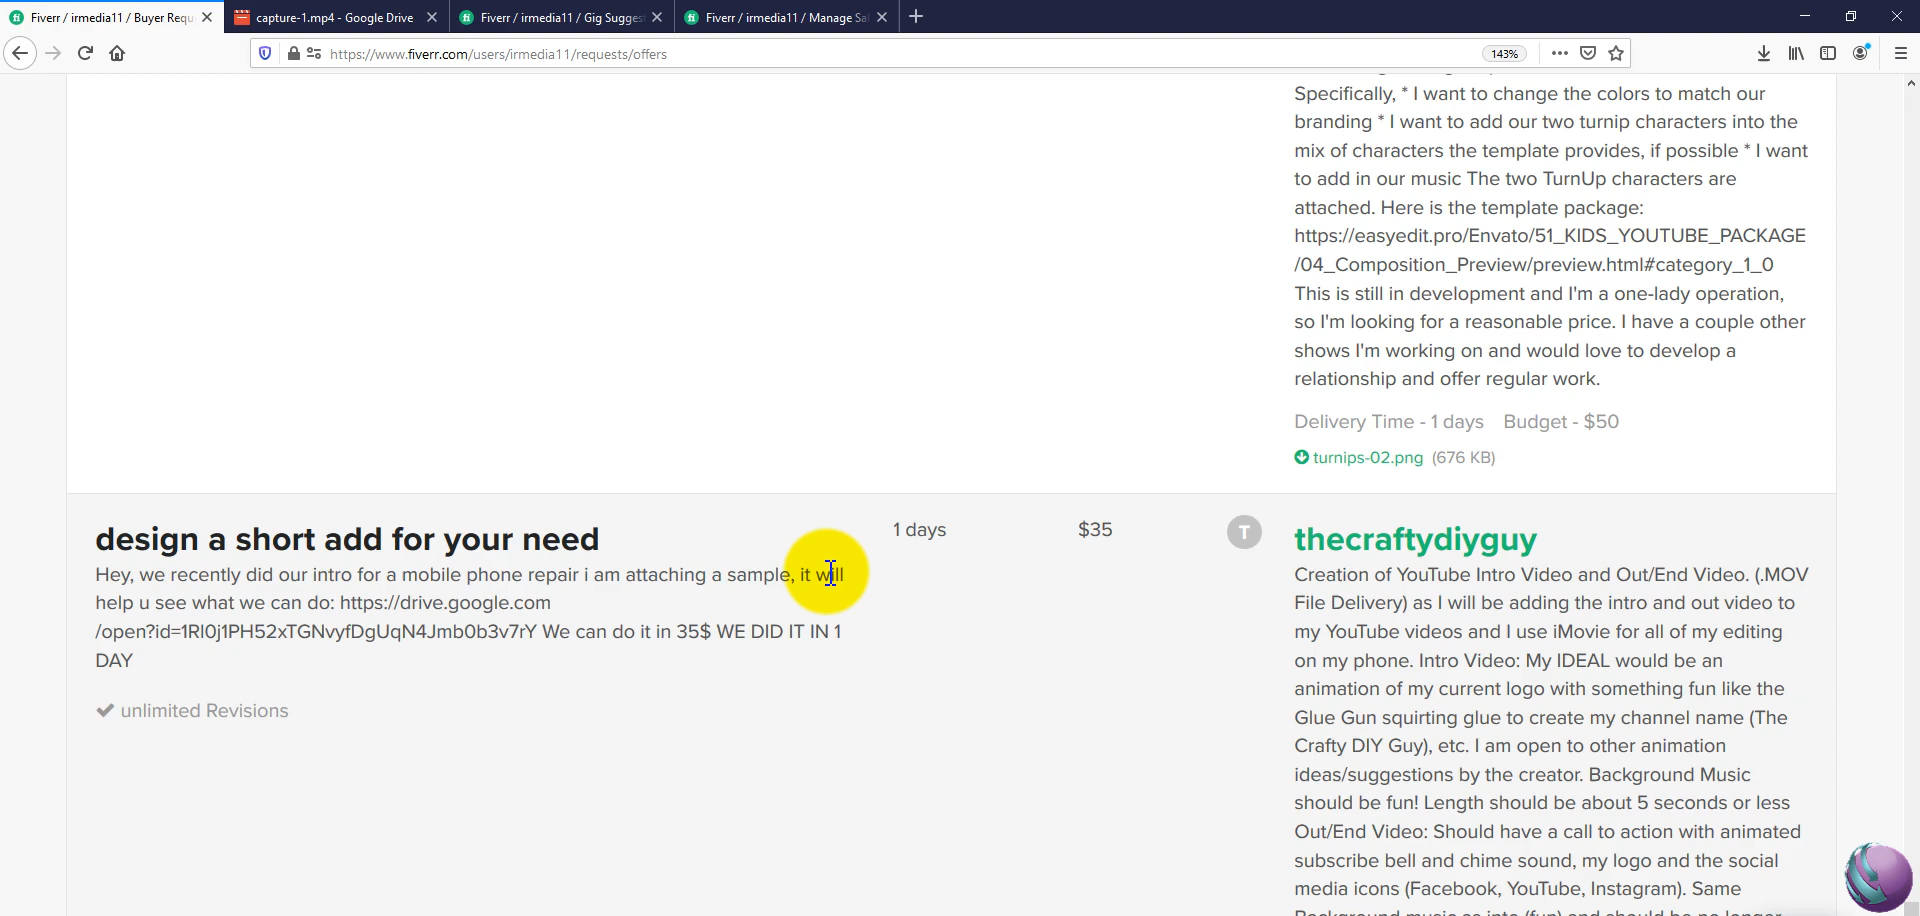 Fiverr / irmedia11 / Buyer Requ
capture-1.mp4 - Google Drive
Fiverr / irmedia11 / Gig Sugges
Fiverr / irmedia11 / Manage Sal
https://www.fiverr.com/users/irmedia11/requests/offers
143%
Specifically, * I want to change the colors to match our
branding * I want to add our two turnip characters into the
mix of characters the template provides, if possible * I want
to add in our music The two TurnUp characters are
attached. Here is the template package:
https://easyedit.pro/Envato/51_KIDS_YOUTUBE_PACKAGE
/04_Composition_Preview/preview.html#category_1_0
This is still in development and I'm a one-lady operation,
so I'm looking for a reasonable price. I have a couple other
shows I'm working on and would love to develop a
relationship and offer regular work.
Delivery Time - 1 days Budget - $50
turnips-02.png (676 KB)
design a short add for your need
Hey, we recently did our intro for a mobile phone repair i am attaching a sample, it will
help u see what we can do: https://drive.google.com
/open?id=1Rl0j1PH52xTGNvyfDgUqN4Jmb0b3v7rY We can do it in 35$ WE DID IT IN 1
DAY
unlimited Revisions
1 days
$35
T
thecraftydiyguy
Creation of YouTube Intro Video and Out/End Video. (.MOV
File Delivery) as I will be adding the intro and out video to
my YouTube videos and I use iMovie for all of my editing
on my phone. Intro Video: My IDEAL would be an
animation of my current logo with something fun like the
Glue Gun squirting glue to create my channel name (The
Crafty DIY Guy), etc. I am open to other animation
ideas/suggestions by the creator. Background Music
should be fun! Length should be about 5 seconds or less
Out/End Video: Should have a call to action with animated
subscribe bell and chime sound, my logo and the social
media icons (Facebook, YouTube, Instagram). Same